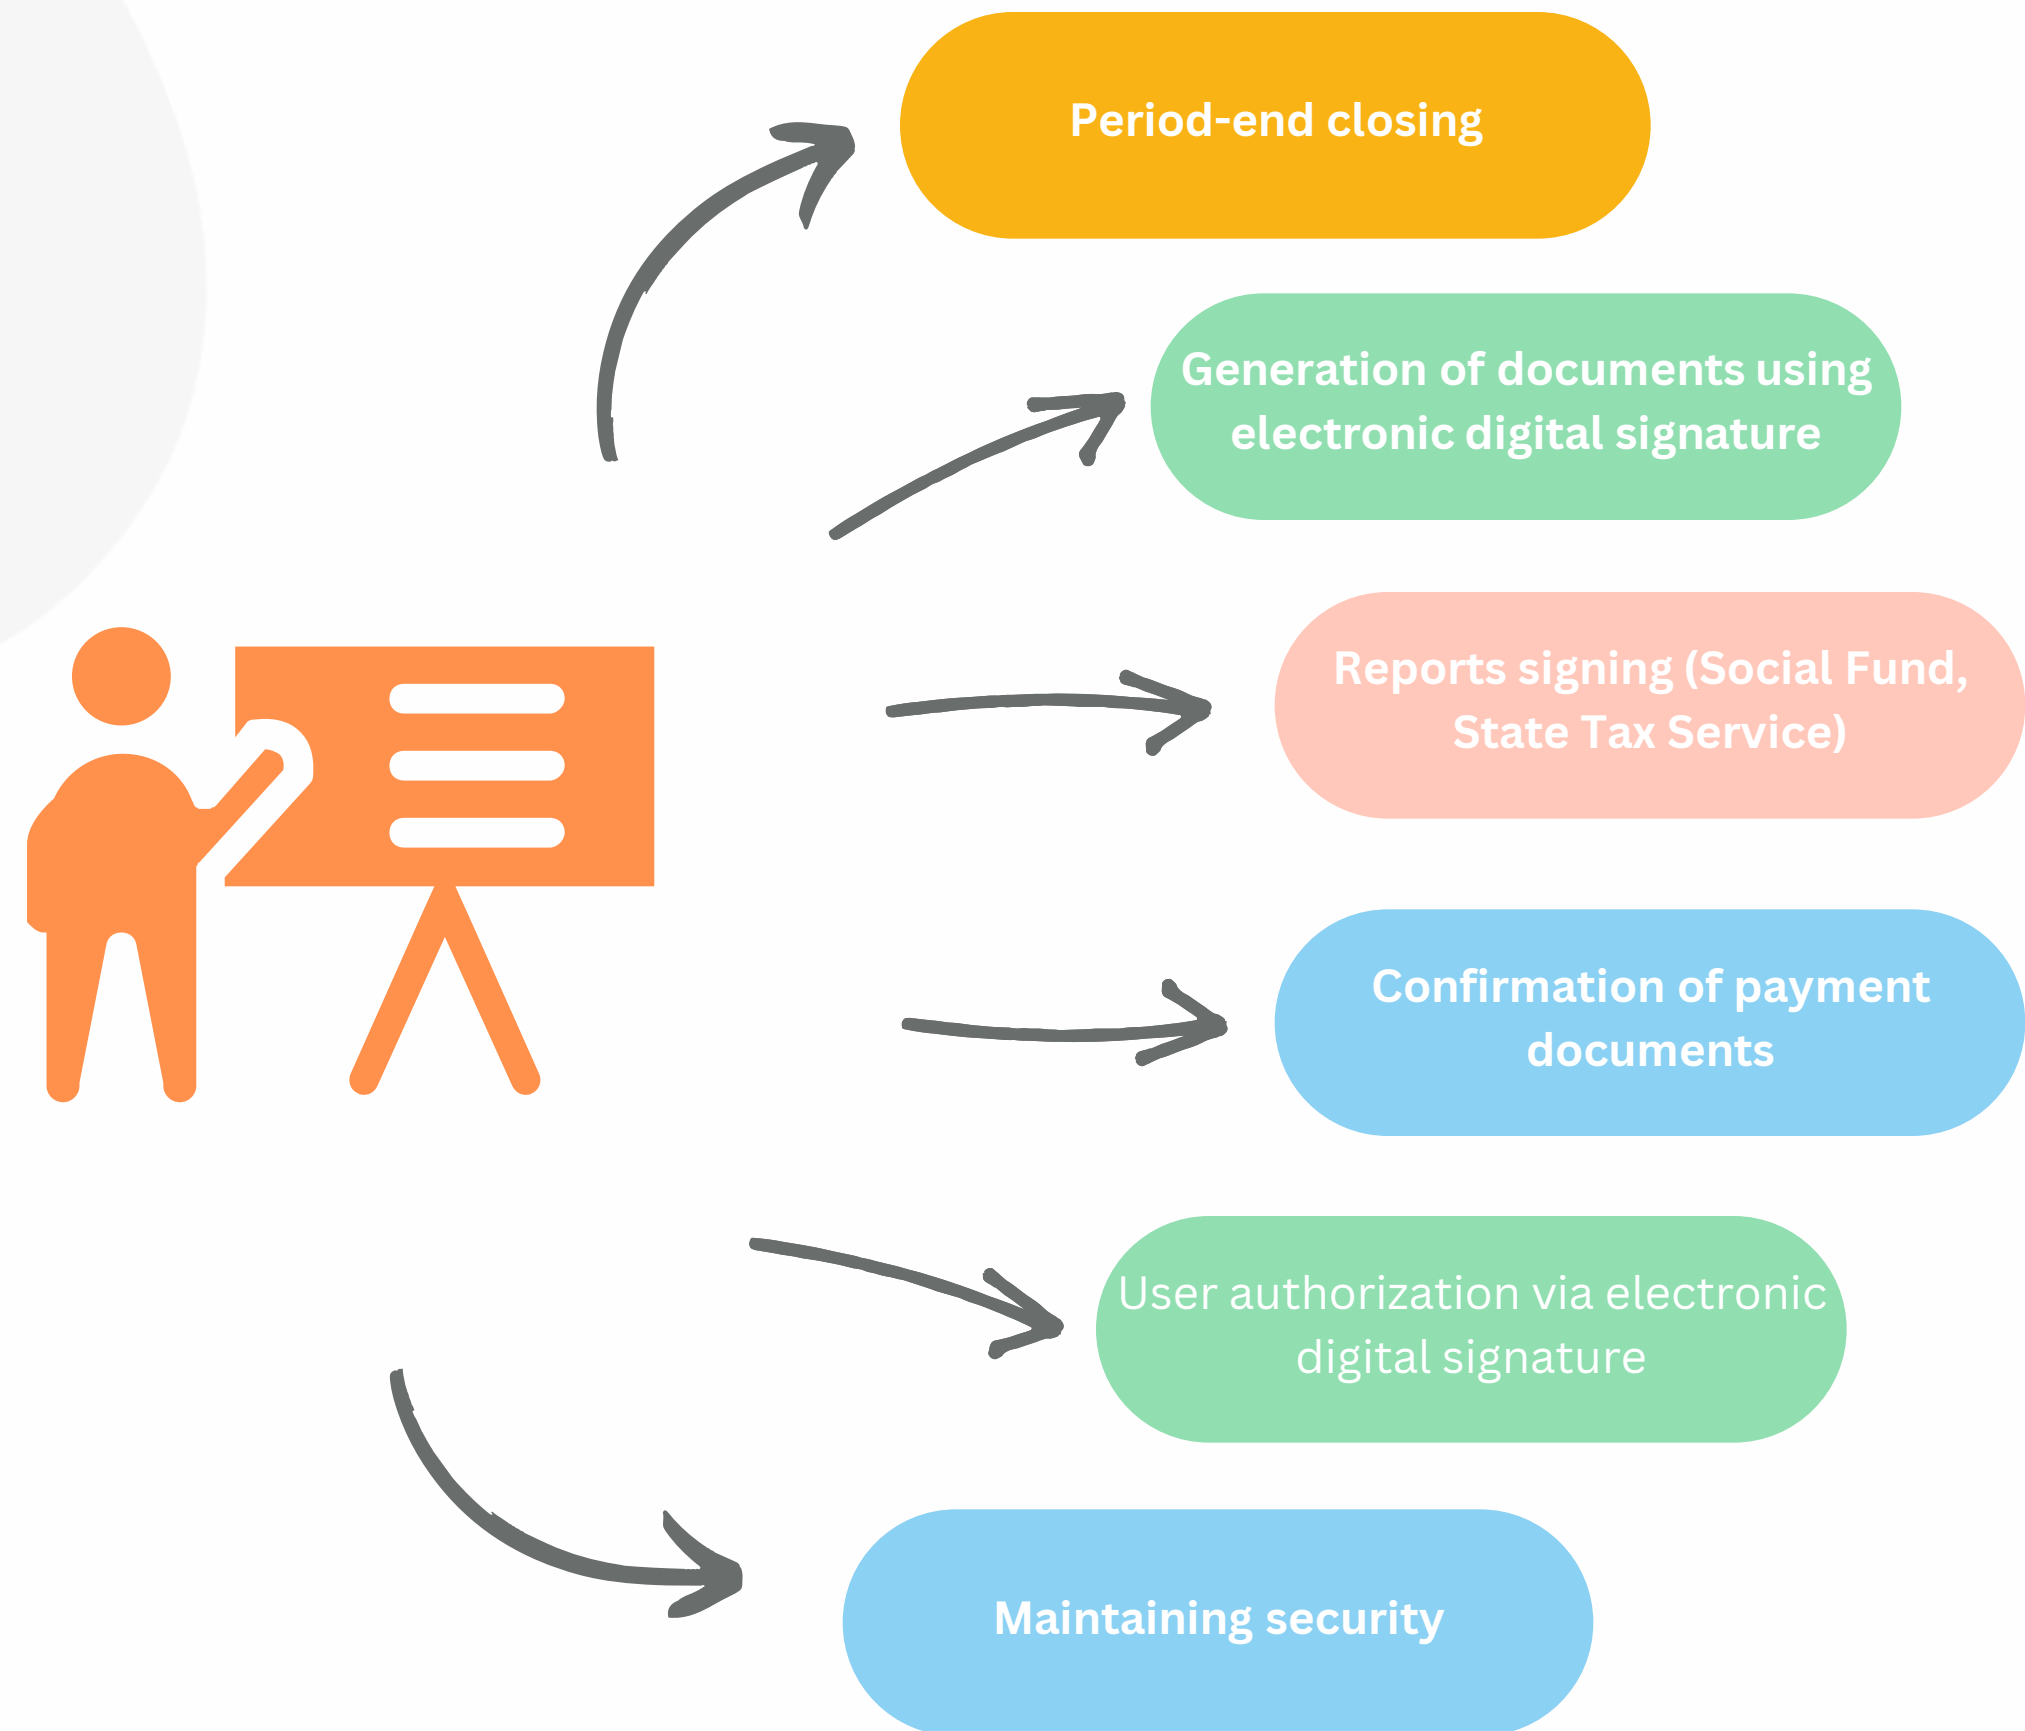 Period-end closing
Generation of documents using
electronic digital signature
Reports signing (Social Fund,
State Tax Service)
Confirmation of payment
documents
User authorization via electronic
digital signature
Maintaining security